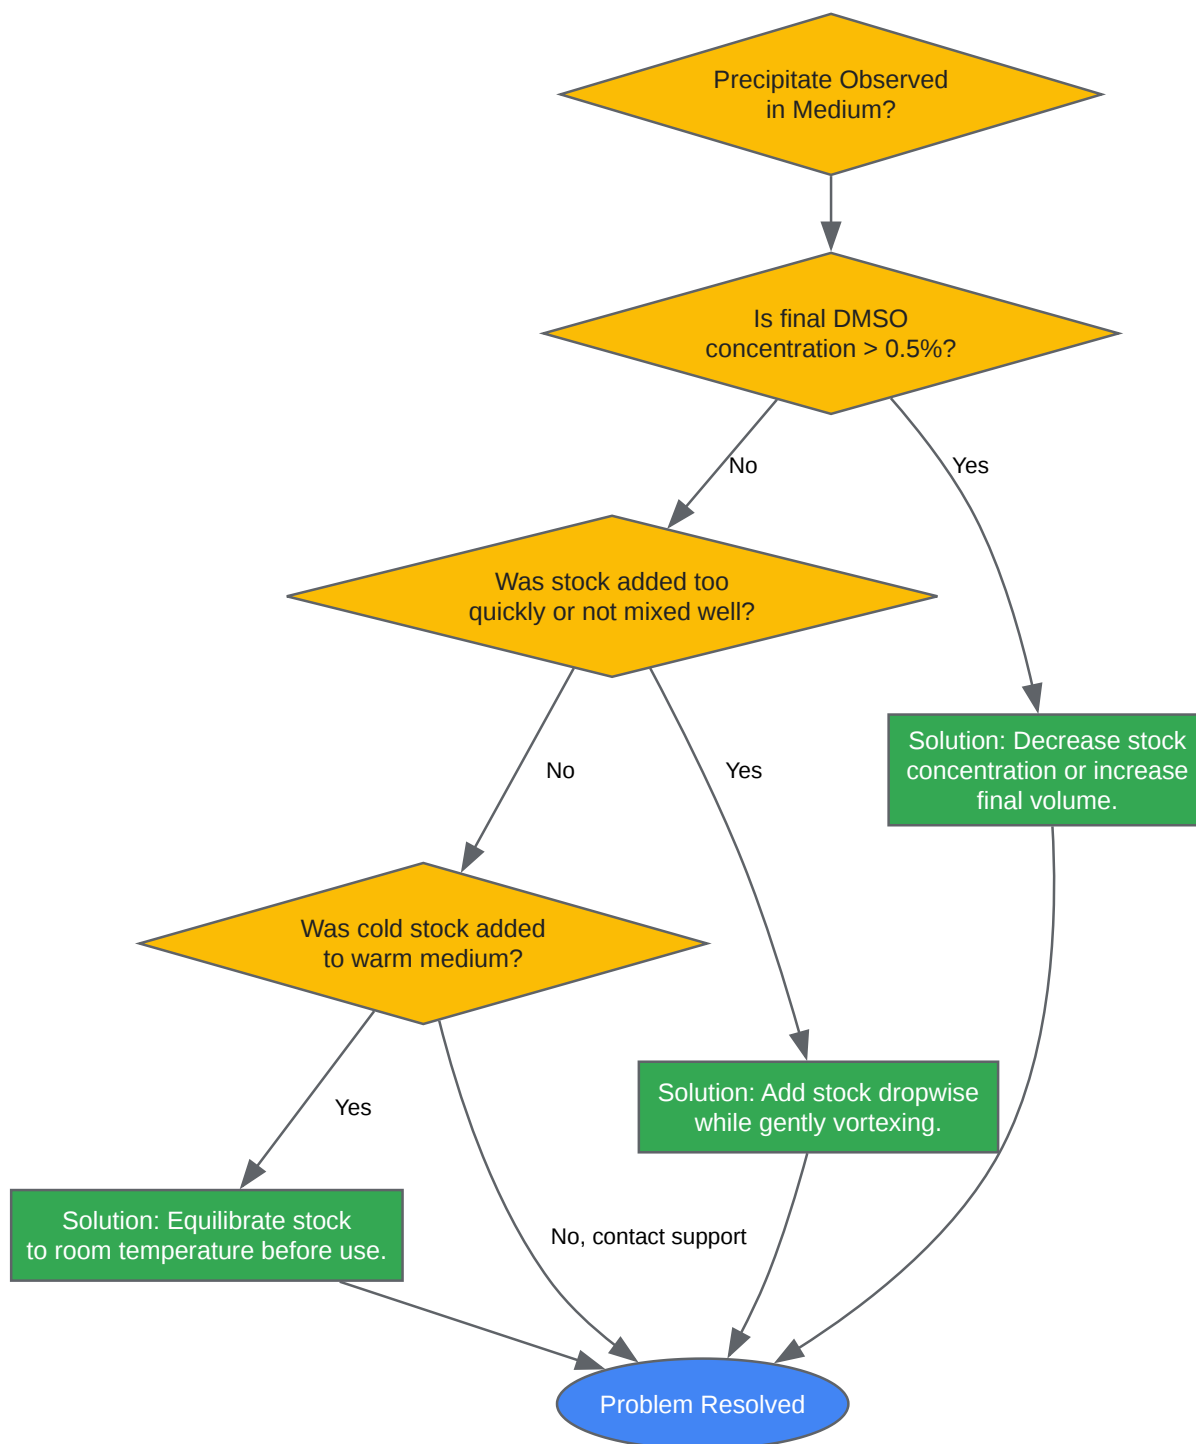 Precipitate Observed
in Medium?
Is final DMSO
concentration > 0.5%?
No
Yes
Was stock added too
quickly or not mixed well?
No
Yes
Solution: Decrease stock
concentration or increase
final volume.
Was cold stock added
to warm medium?
Yes
No, contact support
Solution: Add stock dropwise
while gently vortexing.
Solution: Equilibrate stock
to room temperature before use.
Problem Resolved